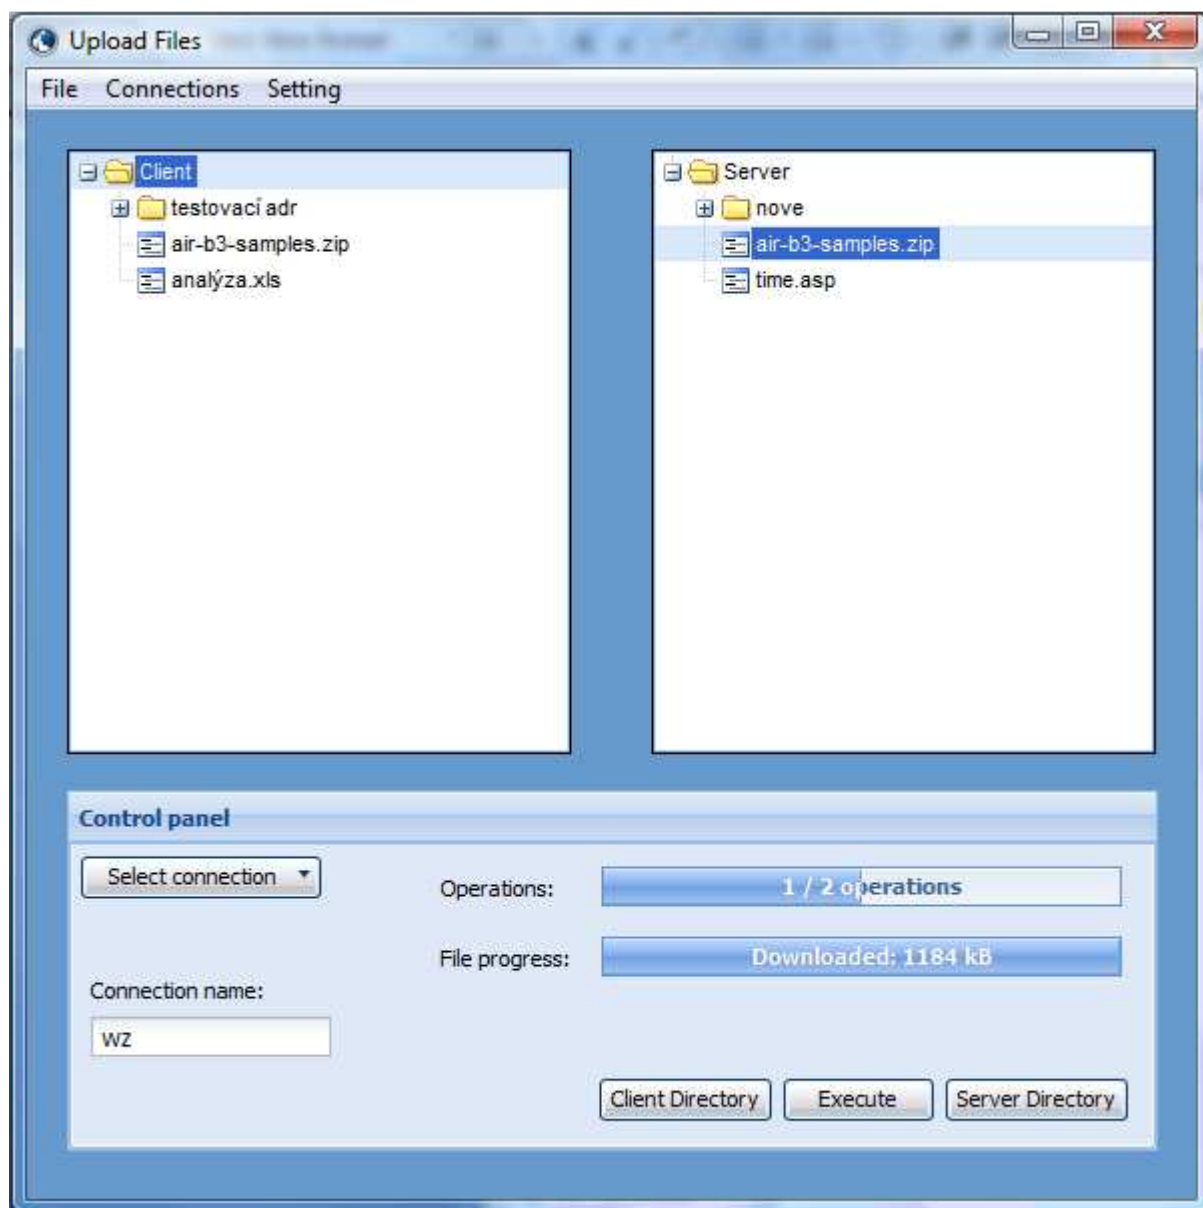 Upload Files
File Connections Setting
Client
testovací adr
air-b3-samples.zip
analýza.xls
Server
nove
air-b3-samples.zip
time.asp
Control panel
Select connection
Operations:
1 / 2 operations
File progress:
Downloaded: 1184 kB
Connection name:
wz
Client Directory Execute Server Directory